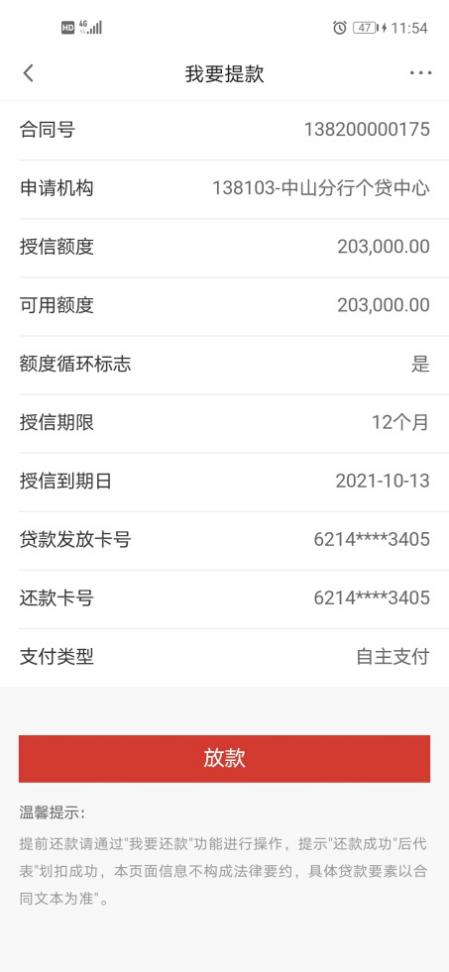 HD 4G 47 11:54
我要提款
合同号 138200000175
申请机构 138103-中山分行个贷中心
授信额度 203,000.00
可用额度 203,000.00
额度循环标志 是
授信期限 12个月
授信到期日 2021-10-13
贷款发放卡号 6214****3405
还款卡号 6214****3405
支付类型 自主支付
放款
温馨提示：
提前还款请通过"我要还款"功能进行操作，提示"还款成功"后代
表"划扣成功，本页面信息不构成法律要约，具体贷款要素以合
同文本为准"。